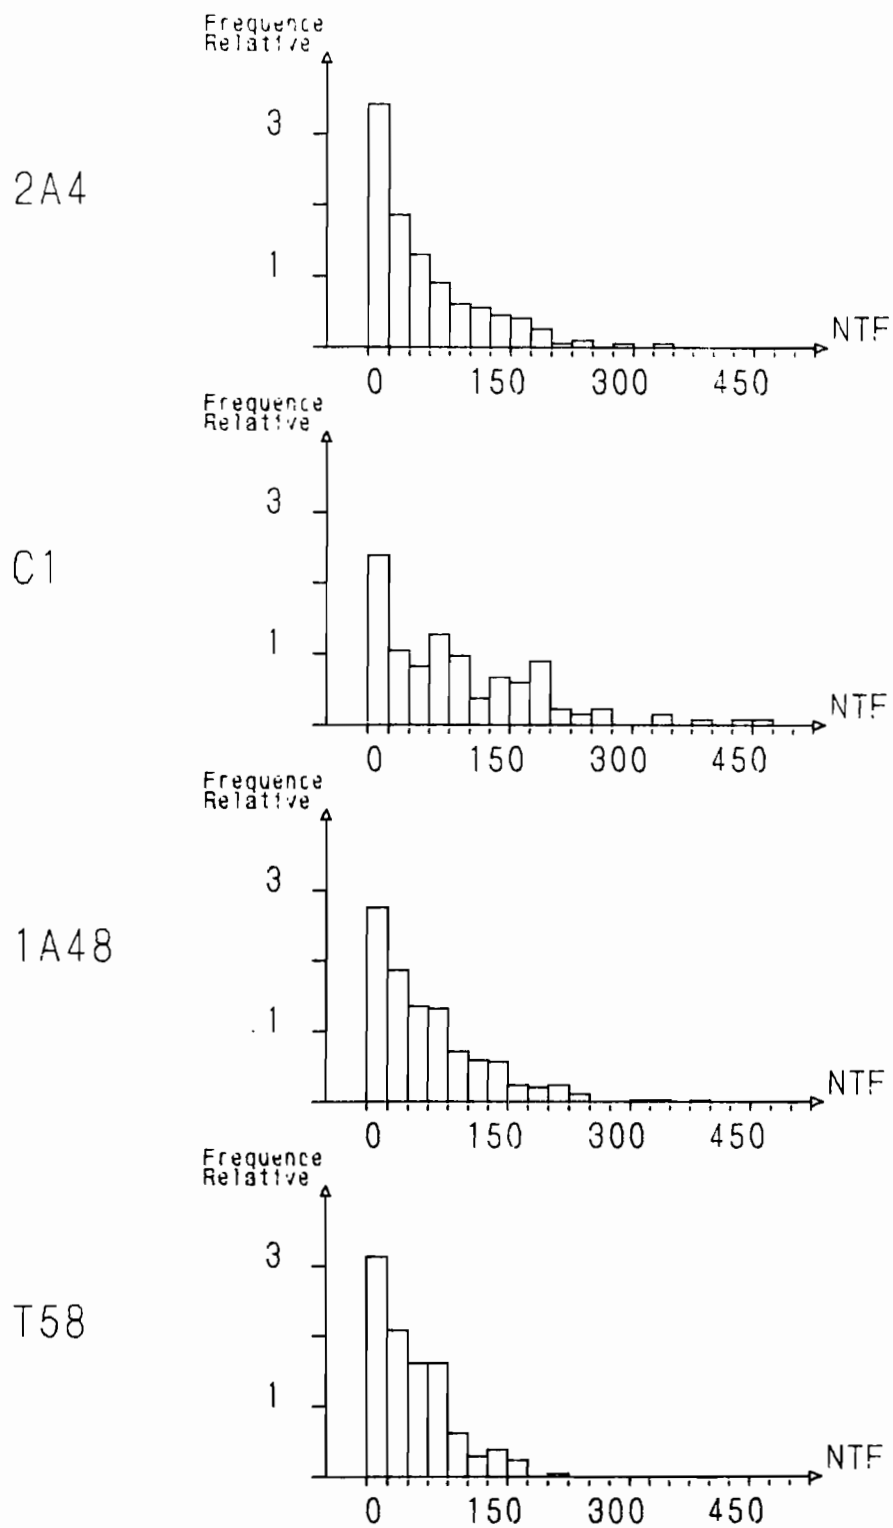 Frequence
Relative
3
2A4
1
NTF
0 150 300 450
Frequence
Relative
3
C1
1
NTF
0 150 300 450
Frequence
Relative
3
1A48
1
NTF
0 150 300 450
Frequence
Relative
3
T58
1
NTF
0 150 300 450